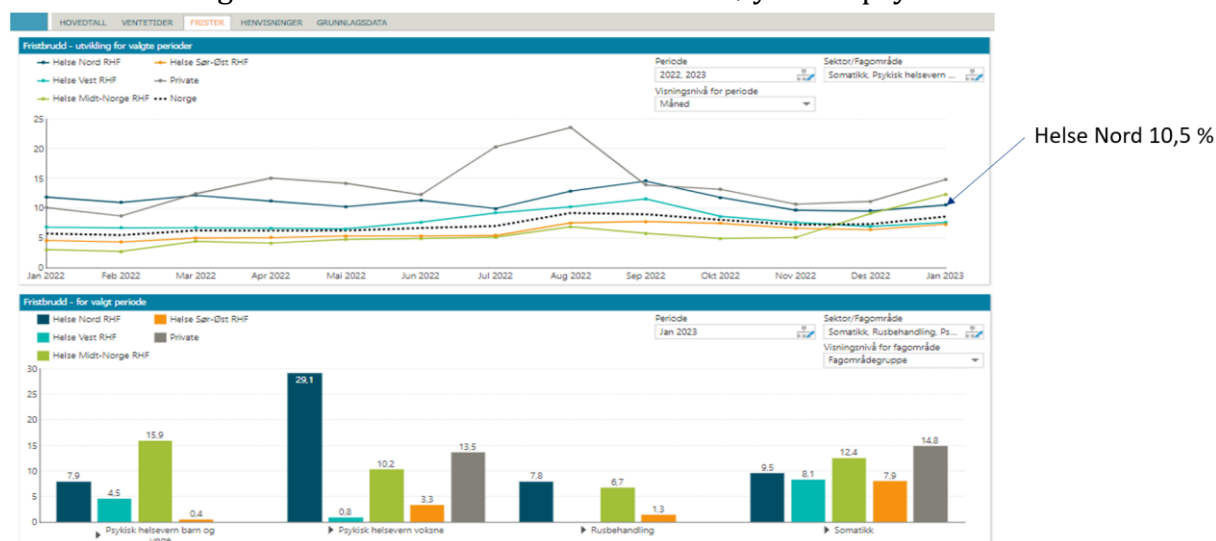 HOVEDTALL VENTETIDER FRISTER HENVISNINGER GRUNNLAGSDATA
Fristbrudd - utvikling for valgte perioder
Helse Nord RHF Helse Sør-Øst RHF
Helse Vest RHF Private
Helse Midt-Norge RHF Norge
Periode
2022, 2023
Sektor/Fagområde
Somatikk, Psykisk helsevern ...
Visningsnivå for periode
Måned
25
20
15
10
5
0
Jan 2022 Feb 2022 Mar 2022 Apr 2022 Mai 2022 Jun 2022 Jul 2022 Aug 2022 Sep 2022 Okt 2022 Nov 2022 Des 2022 Jan 2023
Helse Nord 10,5 %
Fristbrudd - for valgt periode
Helse Nord RHF Helse Sør-Øst RHF
Helse Vest RHF Private
Helse Midt-Norge RHF
Periode
Jan 2023
Sektor/Fagområde
Somatikk, Rusbehandling, Ps...
Visningsnivå for fagområde
Fagområdegruppe
30
25
20
15
10
5
0
7,9 4,5 15,9 0,4
29,1 0,8 10,2 3,3 13,5
7,8 6,7 1,3
9,5 8,1 12,4 7,9 14,8
Psykisk helsevern barn og
unge
Psykisk helsevern voksne
Rusbehandling
Somatikk